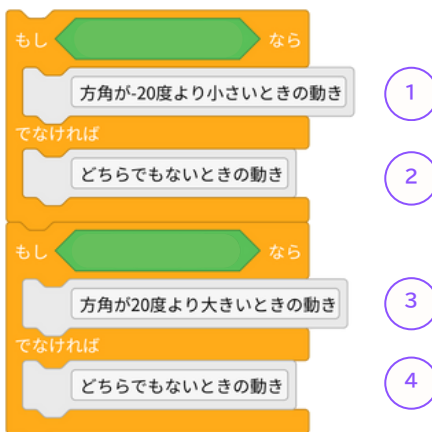 もし なら
方角が-20度より小さいときの動き 1
でなければ
どちらでもないときの動き 2
もし なら
方角が20度より大きいときの動き 3
でなければ
どちらでもないときの動き 4